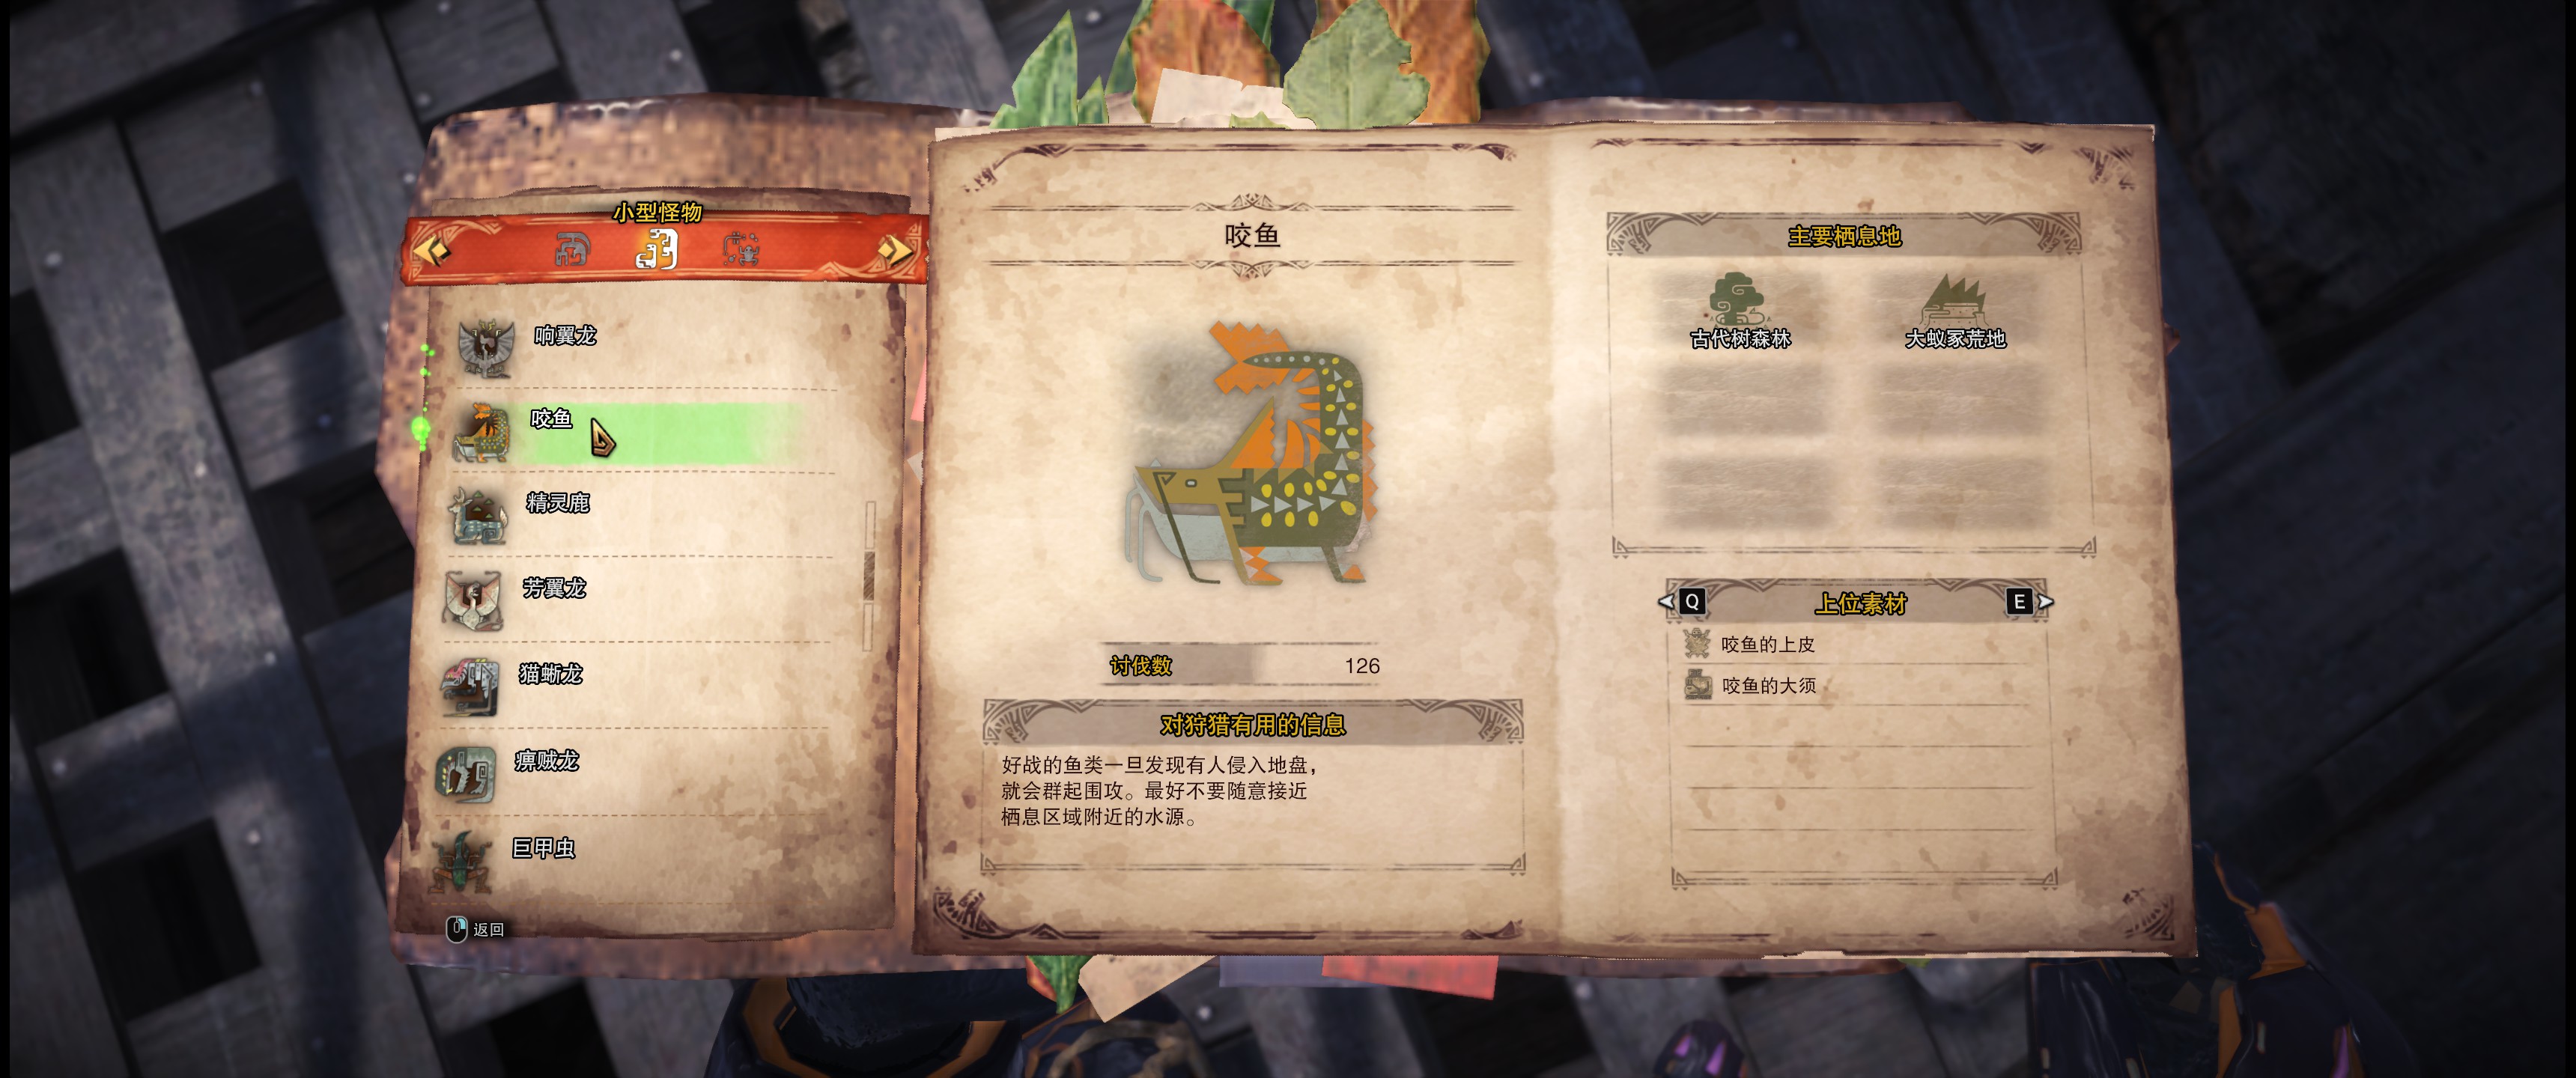 小型怪物
响翼龙
咬鱼
精灵鹿
芳翼龙
猫蜥龙
痹贼龙
巨甲虫
返回
咬鱼
讨伐数 126
对狩猎有用的信息
好战的鱼类一旦发现有人侵入地盘，
就会群起围攻。最好不要随意接近
栖息区域附近的水源。
主要栖息地
古代树森林 大蚁冢荒地
Q 上位素材 E
咬鱼的上皮
咬鱼的大须